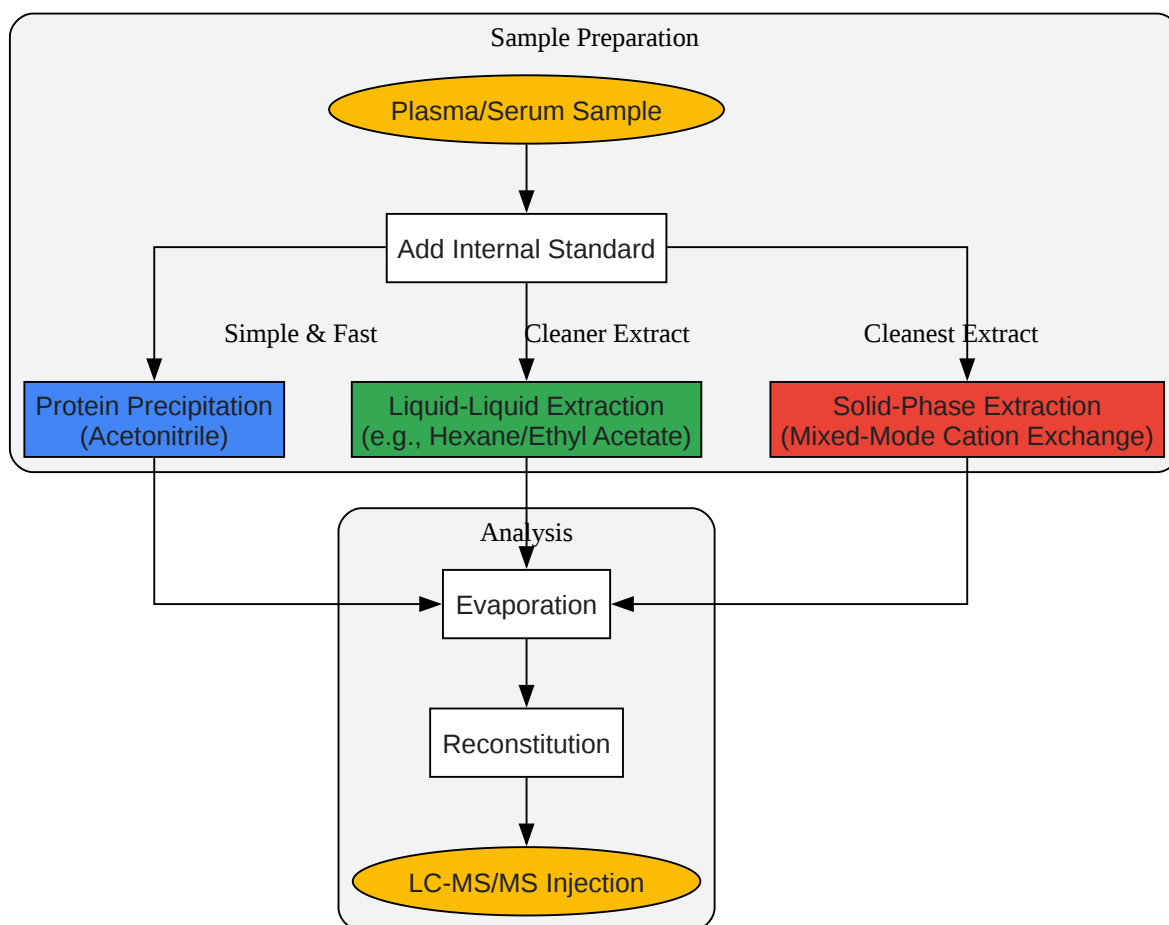 Sample Preparation
Plasma/Serum Sample
Add Internal Standard
Simple & Fast
Cleaner Extract
Cleanest Extract
Protein Precipitation
(Acetonitrile)
Liquid-Liquid Extraction
(e.g., Hexane/Ethyl Acetate)
Solid-Phase Extraction
(Mixed-Mode Cation Exchange)
Analysis
Evaporation
Reconstitution
LC-MS/MS Injection